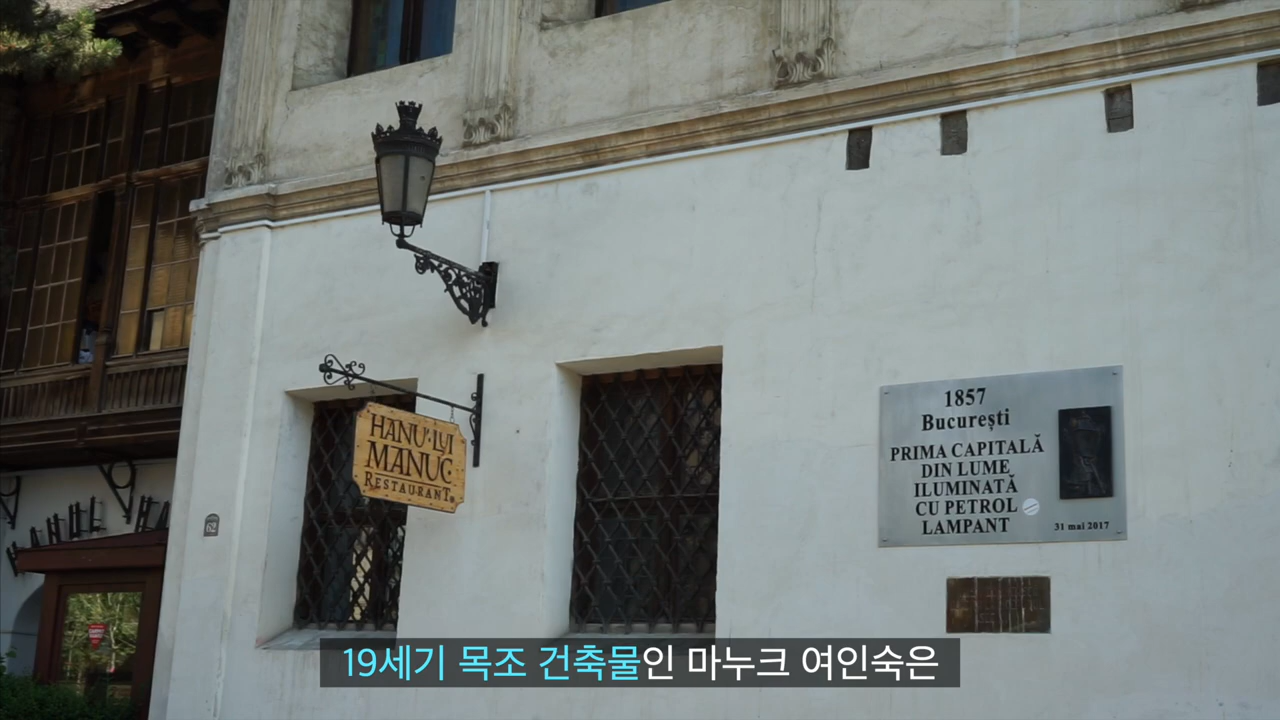 HANU·LUI
MANUC
RESTAURANT
62
1857
București
PRIMA CAPITALĂ
DIN LUME
ILUMINATĂ
CU PETROL
LAMPANT
31 mai 2017
19세기 목조 건축물인 마누크 여인숙은